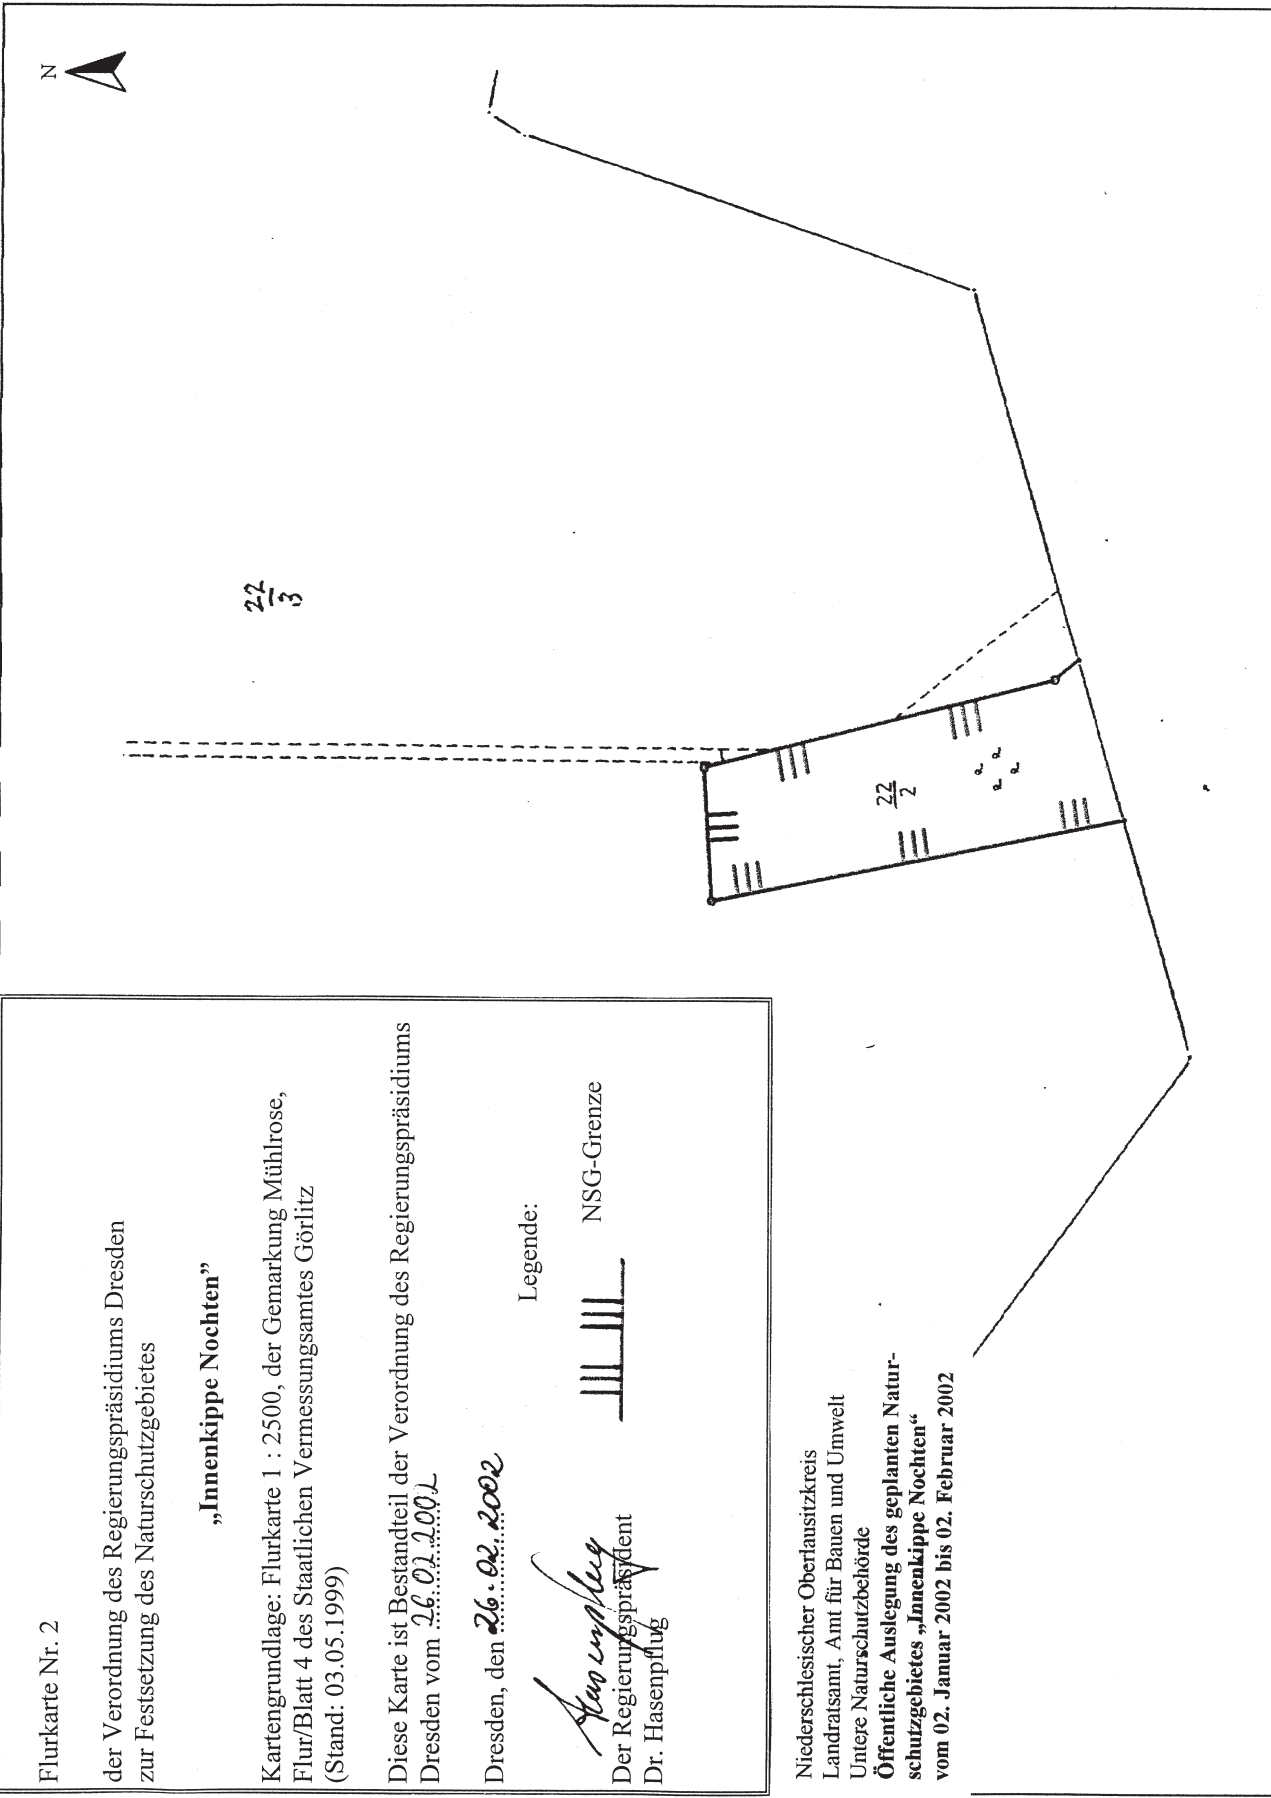 Flurkarte Nr. 2
der Verordnung des Regierungspräsidiums Dresden
zur Festsetzung des Naturschutzgebietes
„Innenkippe Nochten”
Kartengrundlage: Flurkarte 1 : 2500, der Gemarkung Mühlrose,
Flur/Blatt 4 des Staatlichen Vermessungsamtes Görlitz
(Stand: 03.05.1999)
Diese Karte ist Bestandteil der Verordnung des Regierungspräsidiums
Dresden vom 26.02.2002
Dresden, den 26.02.2002
Legende:
NSG-Grenze
Der Regierungspräsident
Dr. Hasenpflug
Niederschlesischer Oberlausitzkreis
Landratsamt, Amt für Bauen und Umwelt
Untere Naturschutzbehörde
Öffentliche Auslegung des geplanten Natur-
schutzgebietes „Innenkippe Nochten“
vom 02. Januar 2002 bis 02. Februar 2002
22
2
22
3
N